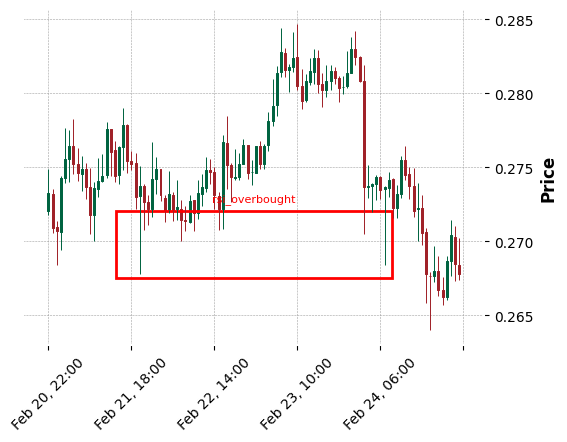 0.285
0.280
0.275
0.270
0.265
Price
_overbought
Feb 20, 22:00
Feb 21, 18:00
Feb 22, 14:00
Feb 23, 10:00
Feb 24, 06:00